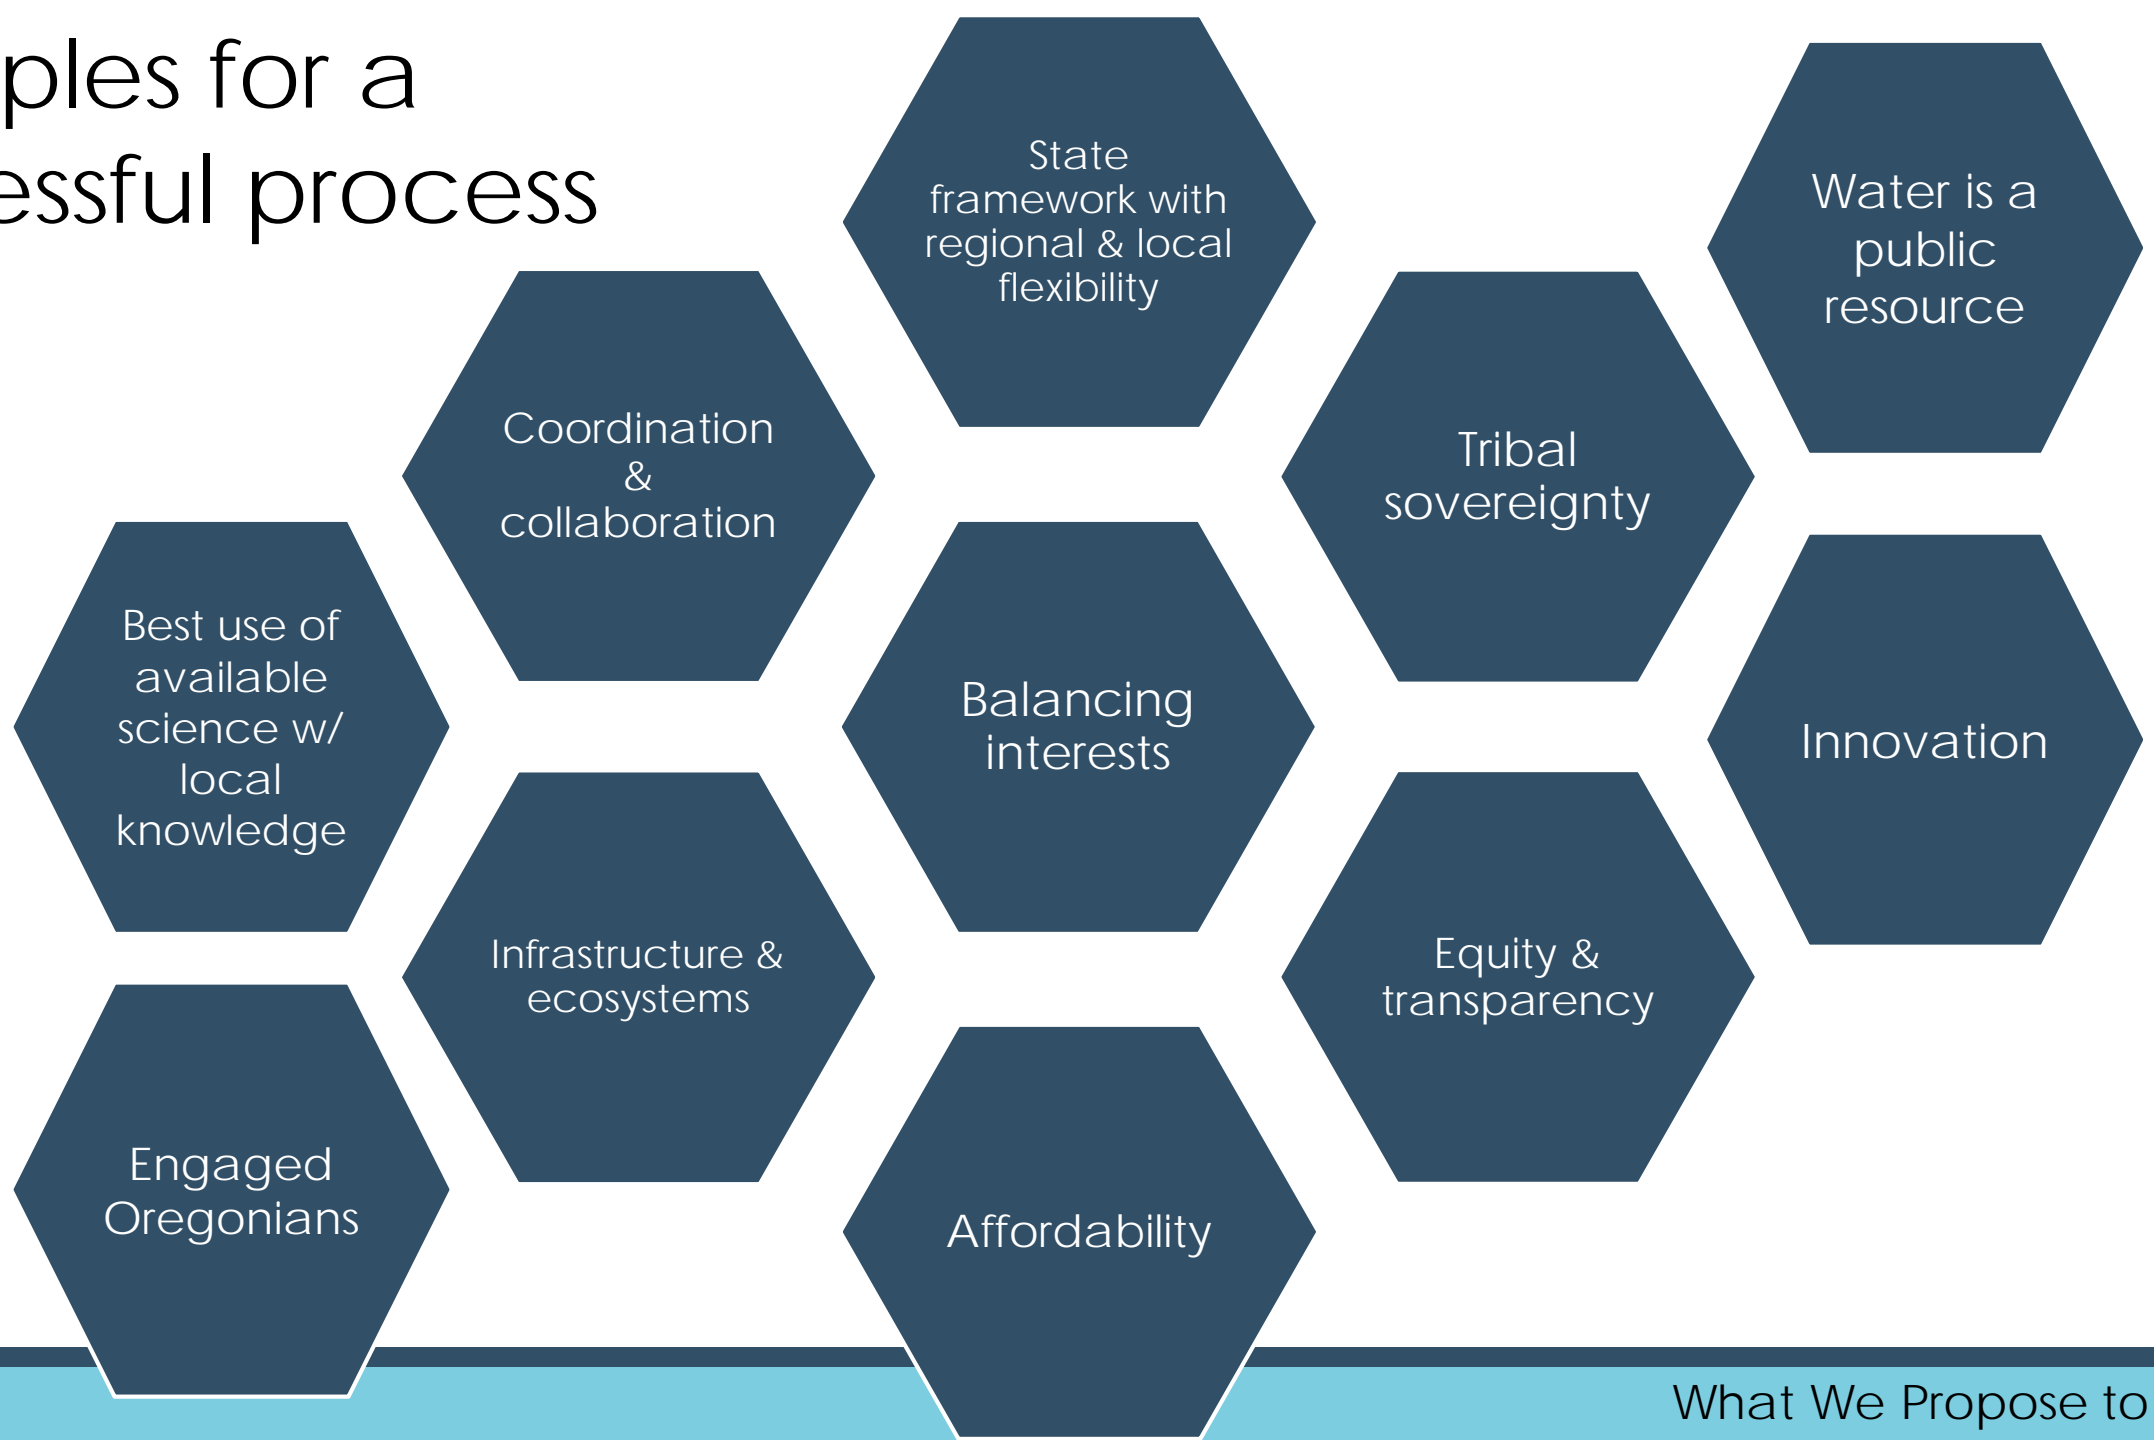 ples for a
essful process
State
framework with
regional & local
flexibility
Water is a
public
resource
Coordination
&
collaboration
Tribal
sovereignty
Best use of
available
science w/
local
knowledge
Balancing
interests
Innovation
Infrastructure &
ecosystems
Equity &
transparency
Engaged
Oregonians
Affordability
What We Propose to